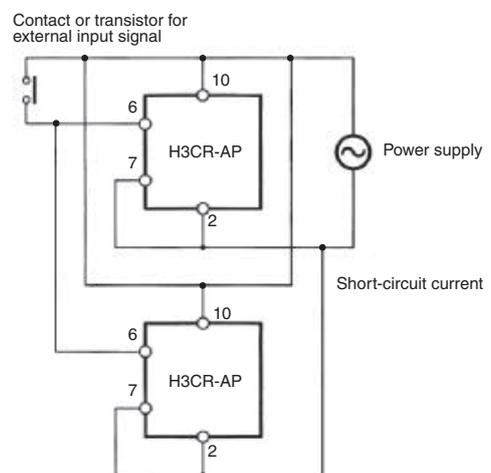 Contact or transistor for
external input signal
10
6
H3CR-AP
7
2
Power supply
Short-circuit current
10
6
H3CR-AP
7
2